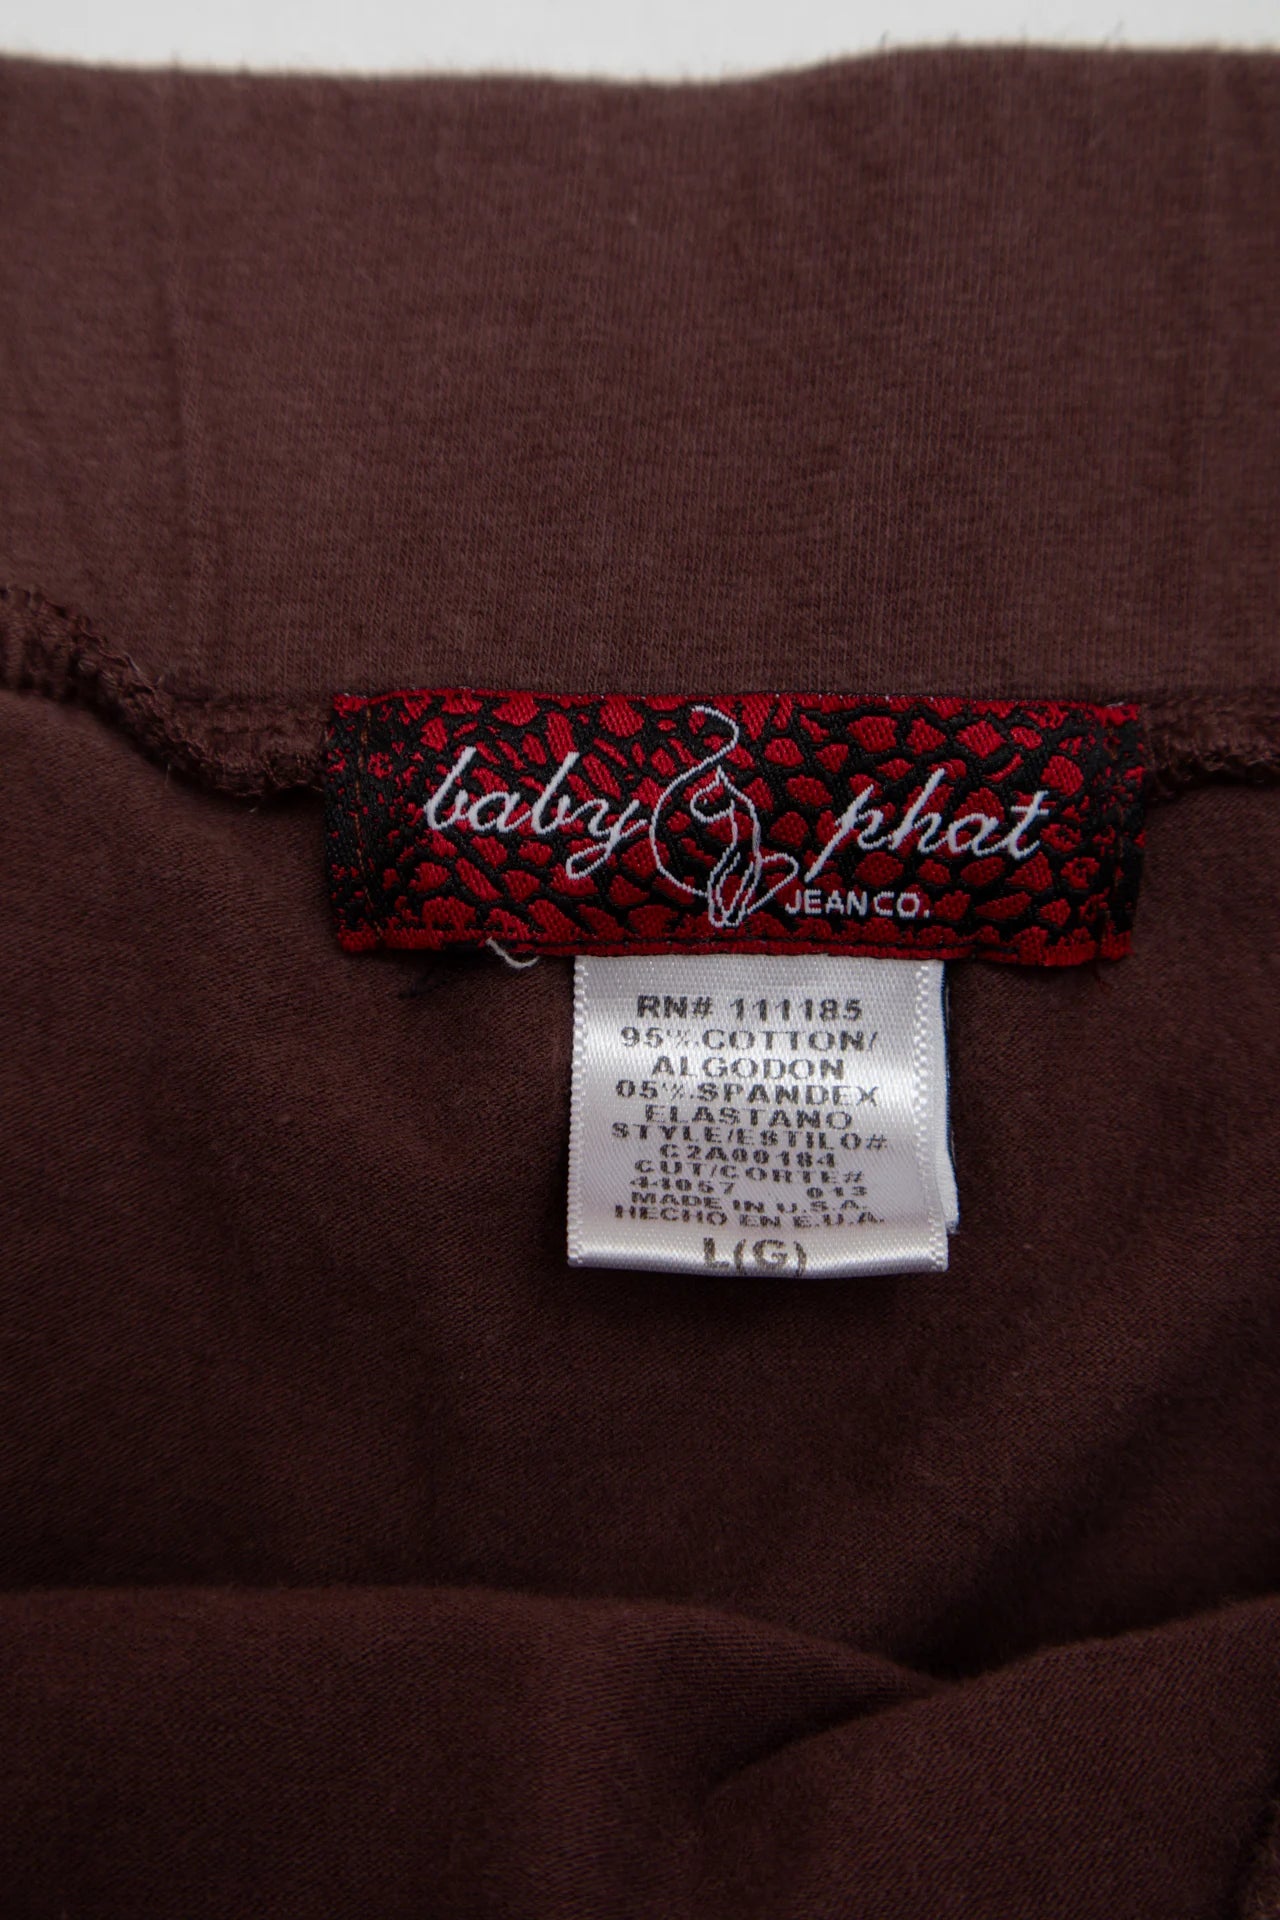 baby phat
JEAN CO.
RN# 111185
95% COTTON/
ALGODON
05% SPANDEX
ELASTANO
STYLE/ESTILO#
C2A00184
CUT/CORTE#
44057 013
MADE IN U.S.A.
HECHO EN E.U.A.
L(G)